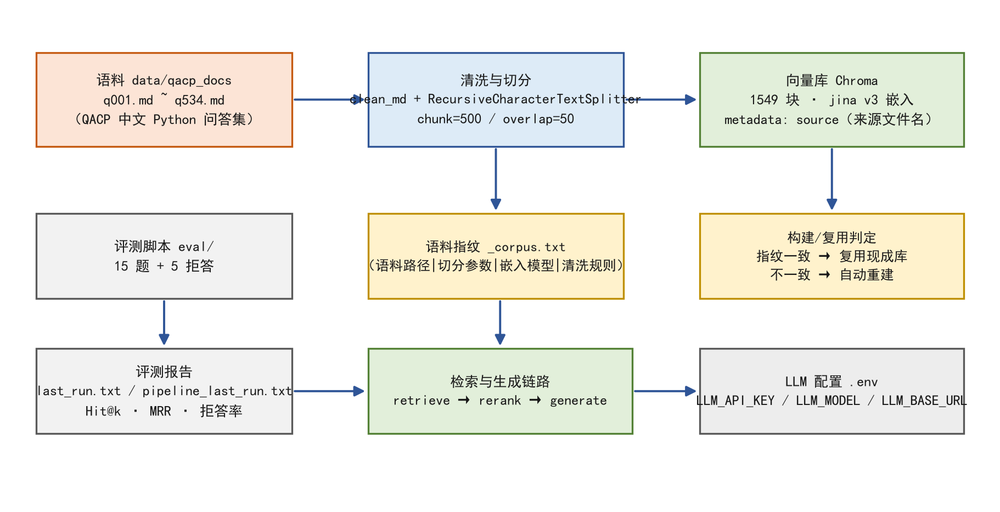 语料 data/qacp_docs
q001.md ~ q534.md
（QACP 中文 Python 问答集）
清洗与切分
clean_md + RecursiveCharacterTextSplitter
chunk=500 / overlap=50
向量库 Chroma
1549 块 · jina v3 嵌入
metadata: source（来源文件名）
评测脚本 eval/
15 题 + 5 拒答
语料指纹 _corpus.txt
（语料路径|切分参数|嵌入模型|清洗规则）
构建/复用判定
指纹一致 → 复用现成库
不一致 → 自动重建
评测报告
last_run.txt / pipeline_last_run.txt
Hit@k · MRR · 拒答率
检索与生成链路
retrieve → rerank → generate
LLM 配置 .env
LLM_API_KEY / LLM_MODEL / LLM_BASE_URL